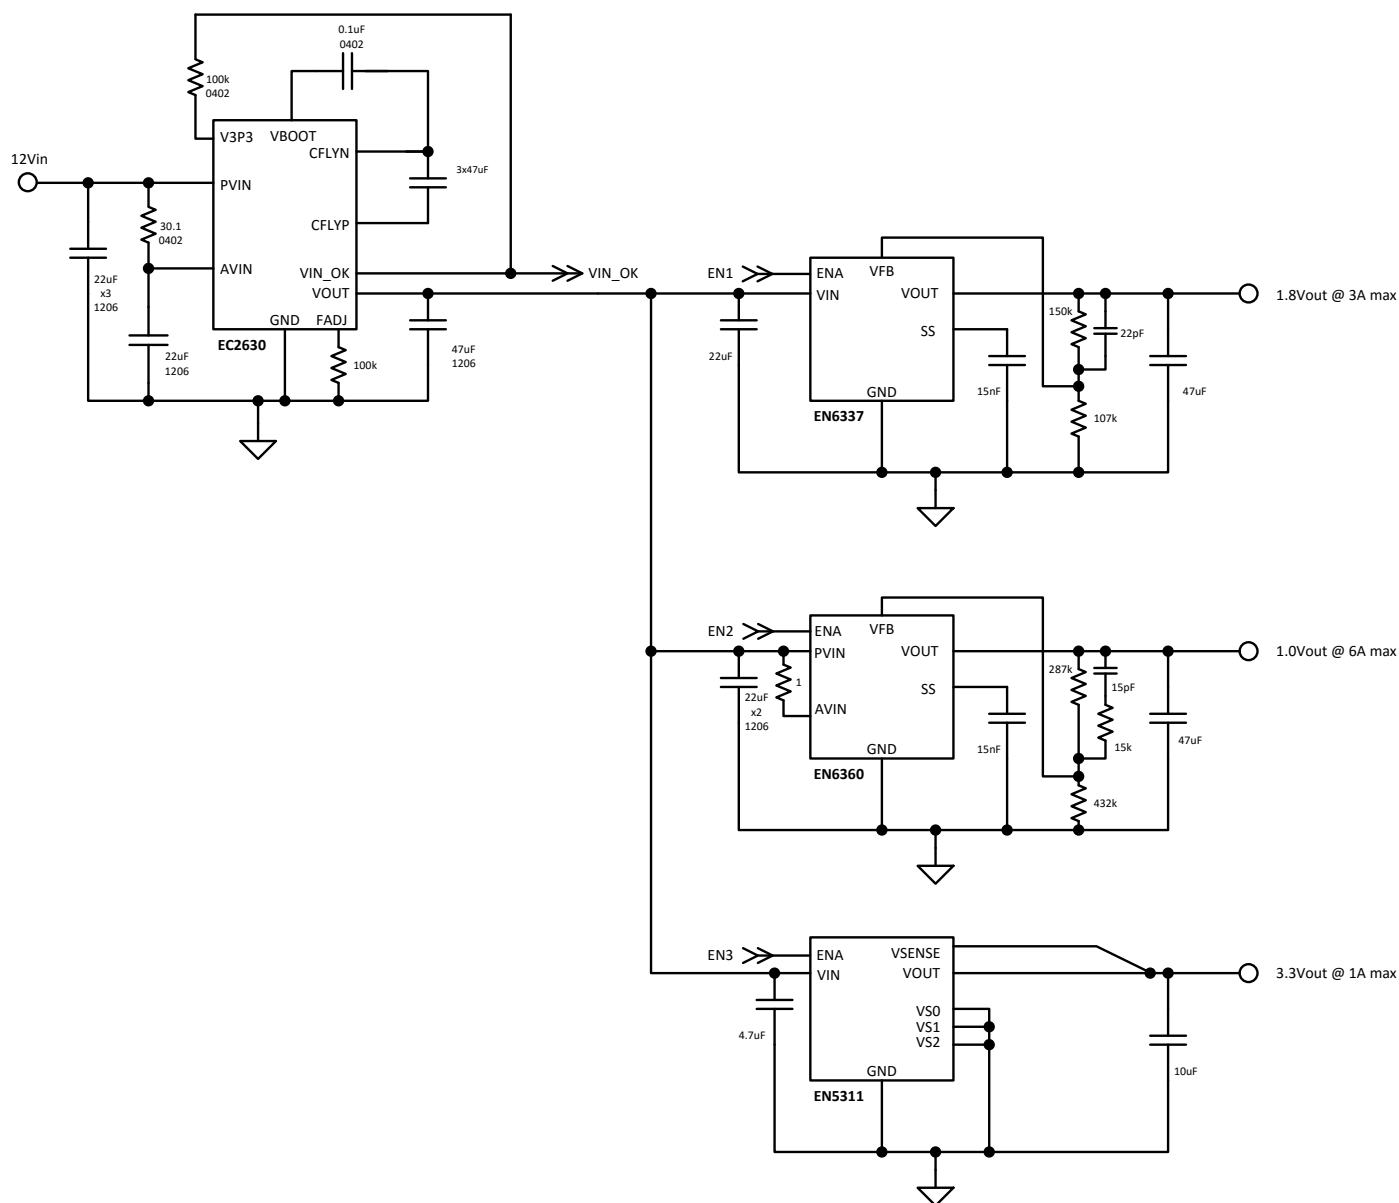 0.1uF
0402
100k
0402
V3P3
VBOOT
CFLYN
12Vin
PVIN
3x47uF
30.1
0402
CFLYP
AVIN
VIN_OK
VIN_OK
VOUT
22uF
x3
1206
GND
FADJ
EC2630
22uF
1206
100k
47uF
1206
EN1
ENA
VFB
VIN
VOUT
1.8Vout @ 3A max
150k
22pF
SS
22uF
15nF
47uF
GND
107k
EN6337
EN2
ENA
VFB
PVIN
VOUT
1.0Vout @ 6A max
287k
15pF
1
SS
22uF
x2
1206
AVIN
15k
47uF
GND
15nF
EN6360
432k
EN3
ENA
VSENSE
VIN
VOUT
3.3Vout @ 1A max
VS0
VS1
VS2
4.7uF
GND
10uF
EN5311